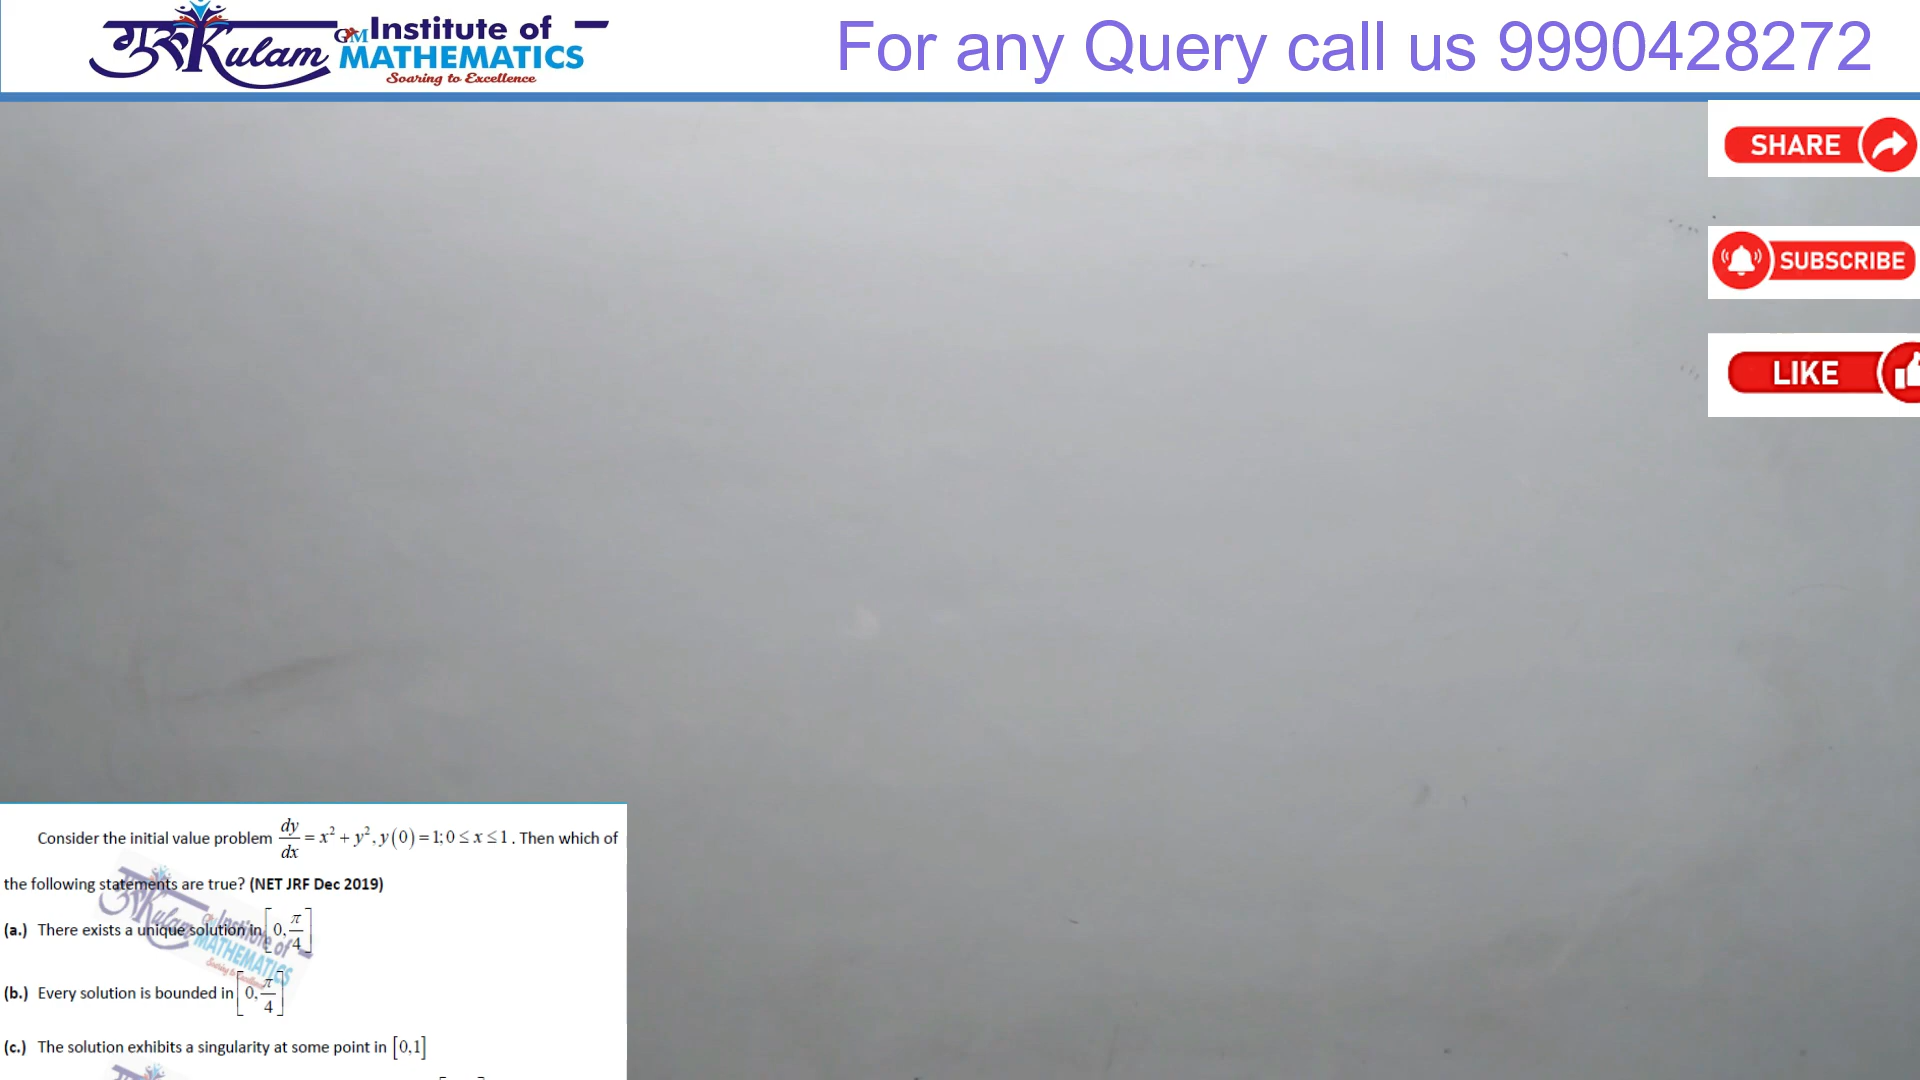 गुरुKulam GM Institute of
MATHEMATICS
Soaring to Excellence
For any Query call us 9990428272
SHARE
SUBSCRIBE
LIKE
Consider the initial value problem dy/dx = x² + y², y(0) = 1; 0 ≤ x ≤ 1. Then which of
the following statements are true? (NET JRF Dec 2019)
(a.) There exists a unique solution in [0, π/4]
(b.) Every solution is bounded in [0, π/4]
(c.) The solution exhibits a singularity at some point in [0,1]